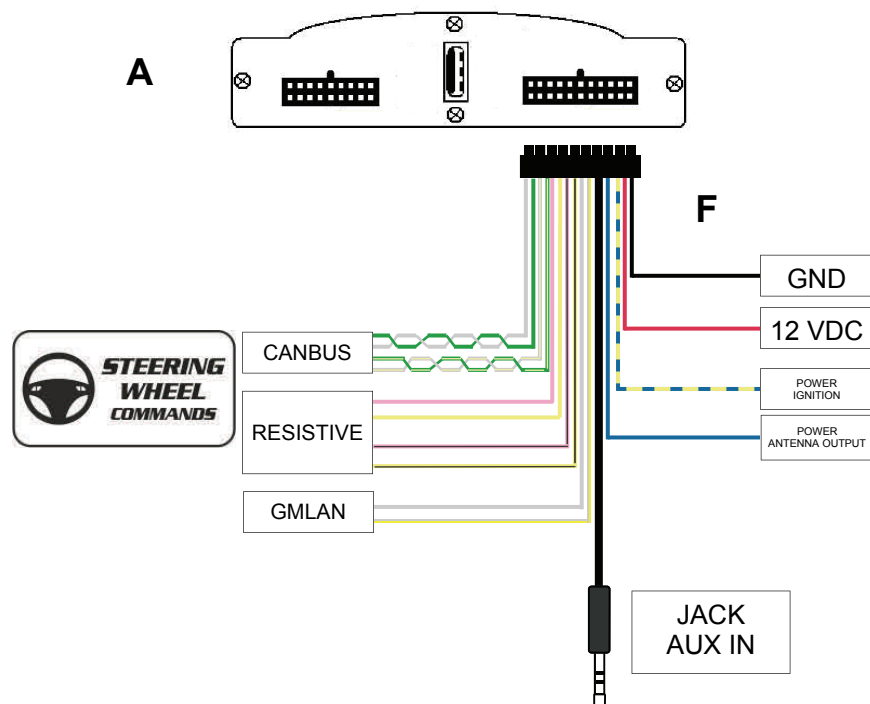 A
F
GND
12 VDC
POWER
IGNITION
POWER
ANTENNA OUTPUT
STEERING
WHEEL
COMMANDS
CANBUS
RESISTIVE
GMLAN
JACK
AUX IN